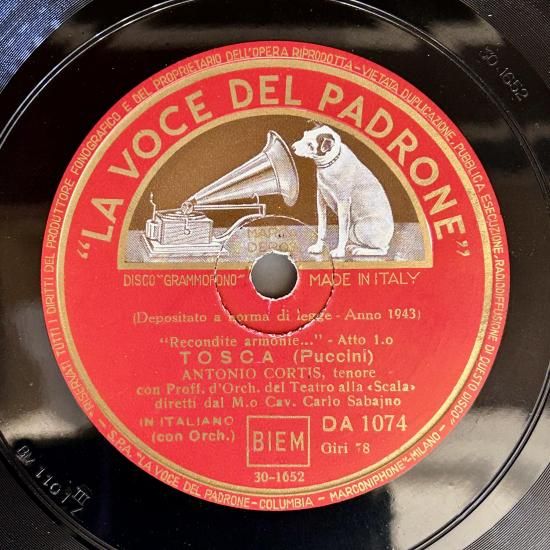 RISERVATI TUTTI I DIRITTI DEL PRODUTTORE FONOGRAFICO E DEL PROPRIETARIO DELL'OPERA RIPRODOTTA - VIETATA DUPLICAZIONE, PUBBLICA ESECUZIONE, RADIODIFFUSIONE DI QUESTO DISCO
"LA VOCE DEL PADRONE"
DISCO "GRAMMOFONO" MADE IN ITALY
(Depositato a norma di legge - Anno 1943)
"Recondite armonie..." - Atto 1.o
TOSCA (Puccini)
ANTONIO CORTIS, tenore
con Proff. d'Orch. del Teatro alla «Scala»
diretti dal M.o Cav. Carlo Sabajno
IN ITALIANO
(con Orch.)
BIEM
DA 1074
Giri 78
30-1652
S.P.A. "LA VOCE DEL PADRONE - COLUMBIA - MARCONIPHONE" - MILANO -
30-1652